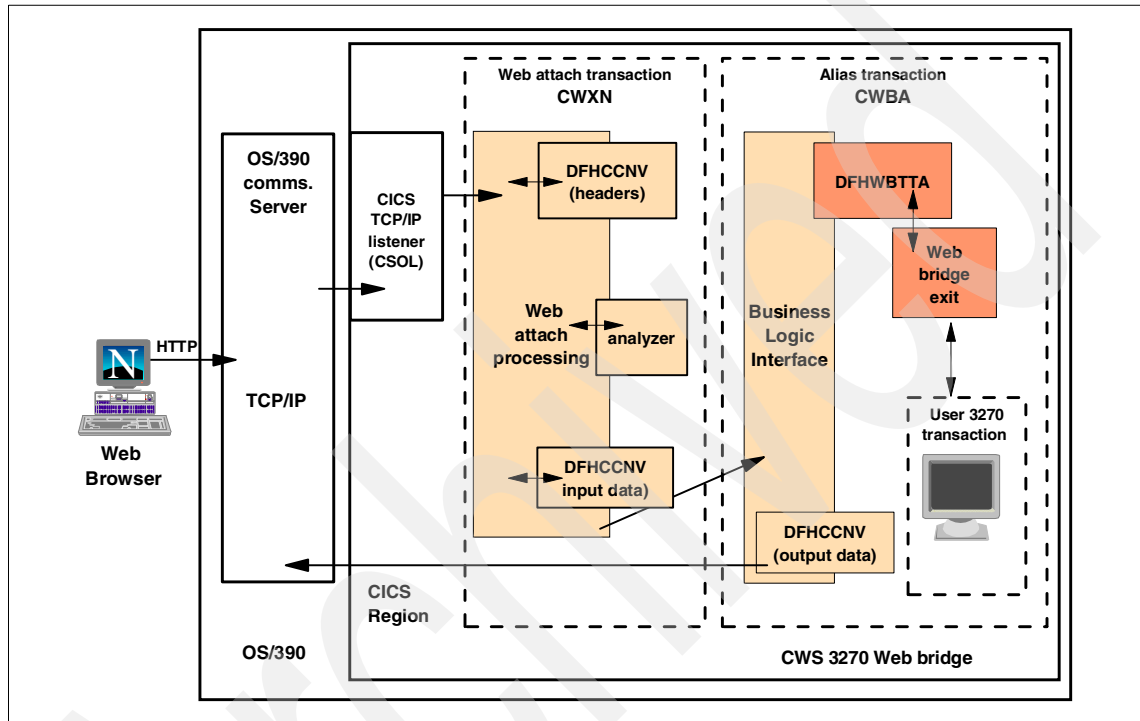 Web attach transaction
CWXN
Alias transaction
CWBA
OS/390
comms.
Server
CICS
TCP/IP
listener
(CSOL)
DFHCCNV
(headers)
DFHWBTTA
Web
bridge
exit
Web
attach
processing
analyzer
Business
Logic
Interface
HTTP
N
TCP/IP
Web
Browser
User 3270
transaction
DFHCCNV
input data)
DFHCCNV
(output data)
CICS
Region
OS/390
CWS 3270 Web bridge
Archived